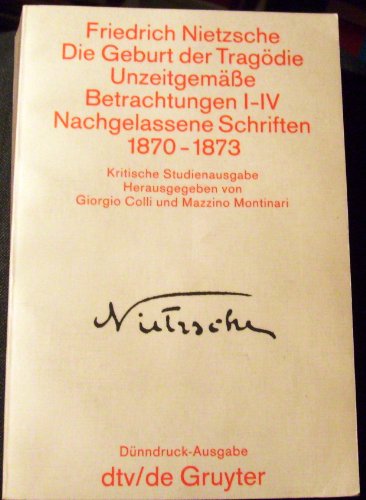 Friedrich Nietzsche
Die Geburt der Tragödie
Unzeitgemäße
Betrachtungen I-IV
Nachgelassene Schriften
1870-1873
Kritische Studienausgabe
Herausgegeben von
Giorgio Colli und Mazzino Montinari
Nietzsche
Dünndruck-Ausgabe
dtv/de Gruyter